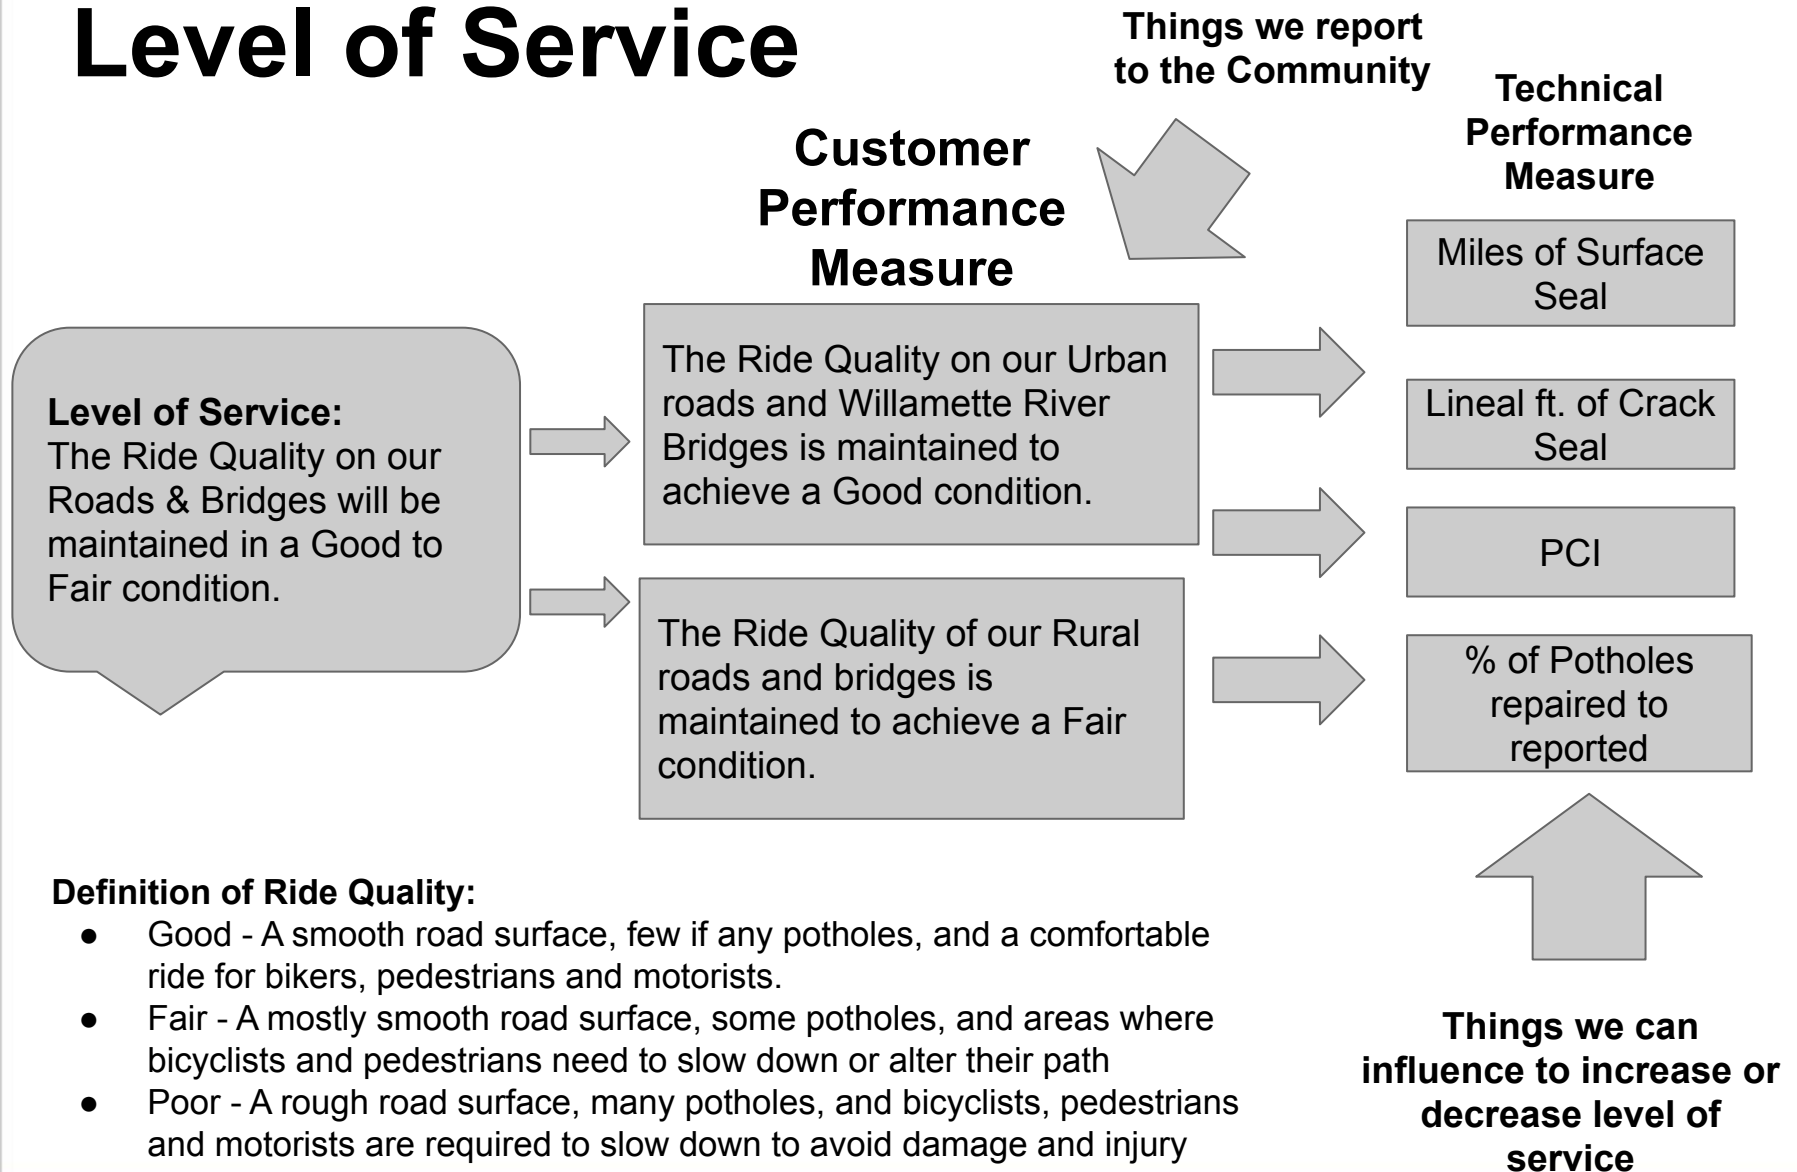 Level of Service
Things we report
to the Community
Technical
Performance
Measure
Customer
Performance
Measure
Level of Service:
The Ride Quality on our
Roads & Bridges will be
maintained in a Good to
Fair condition.
The Ride Quality on our Urban
roads and Willamette River
Bridges is maintained to
achieve a Good condition.
The Ride Quality of our Rural
roads and bridges is
maintained to achieve a Fair
condition.
Miles of Surface
Seal
Lineal ft. of Crack
Seal
PCI
% of Potholes
repaired to
reported
Definition of Ride Quality:
● Good - A smooth road surface, few if any potholes, and a comfortable
ride for bikers, pedestrians and motorists.
● Fair - A mostly smooth road surface, some potholes, and areas where
bicyclists and pedestrians need to slow down or alter their path
● Poor - A rough road surface, many potholes, and bicyclists, pedestrians
and motorists are required to slow down to avoid damage and injury
Things we can
influence to increase or
decrease level of
service